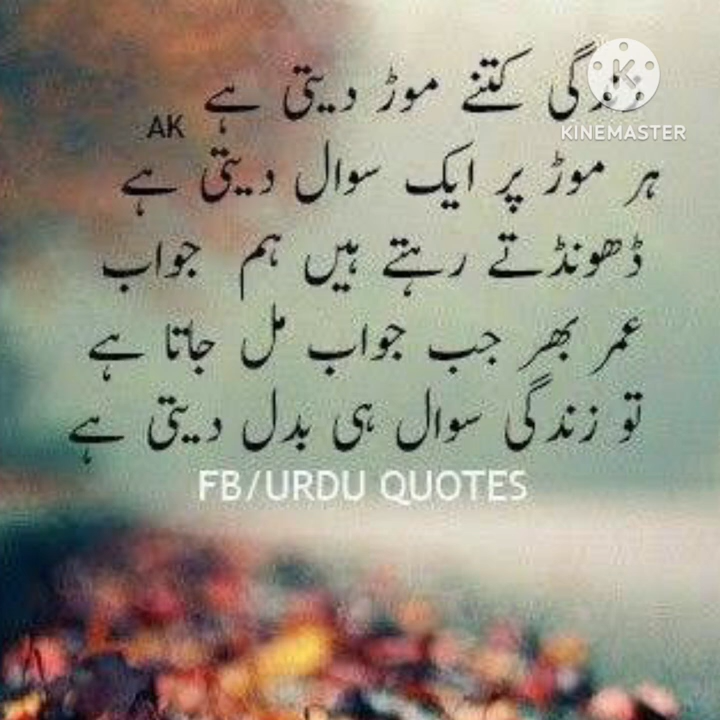 زندگی کتنے موڑ دیتی ہے
AK
KINEMASTER
ہر موڑ پر ایک سوال دیتی ہے
ڈھونڈتے رہتے ہیں ہم جواب
عمر بھر جب جواب مل جاتا ہے
تو زندگی سوال ہی بدل دیتی ہے
FB/URDU QUOTES